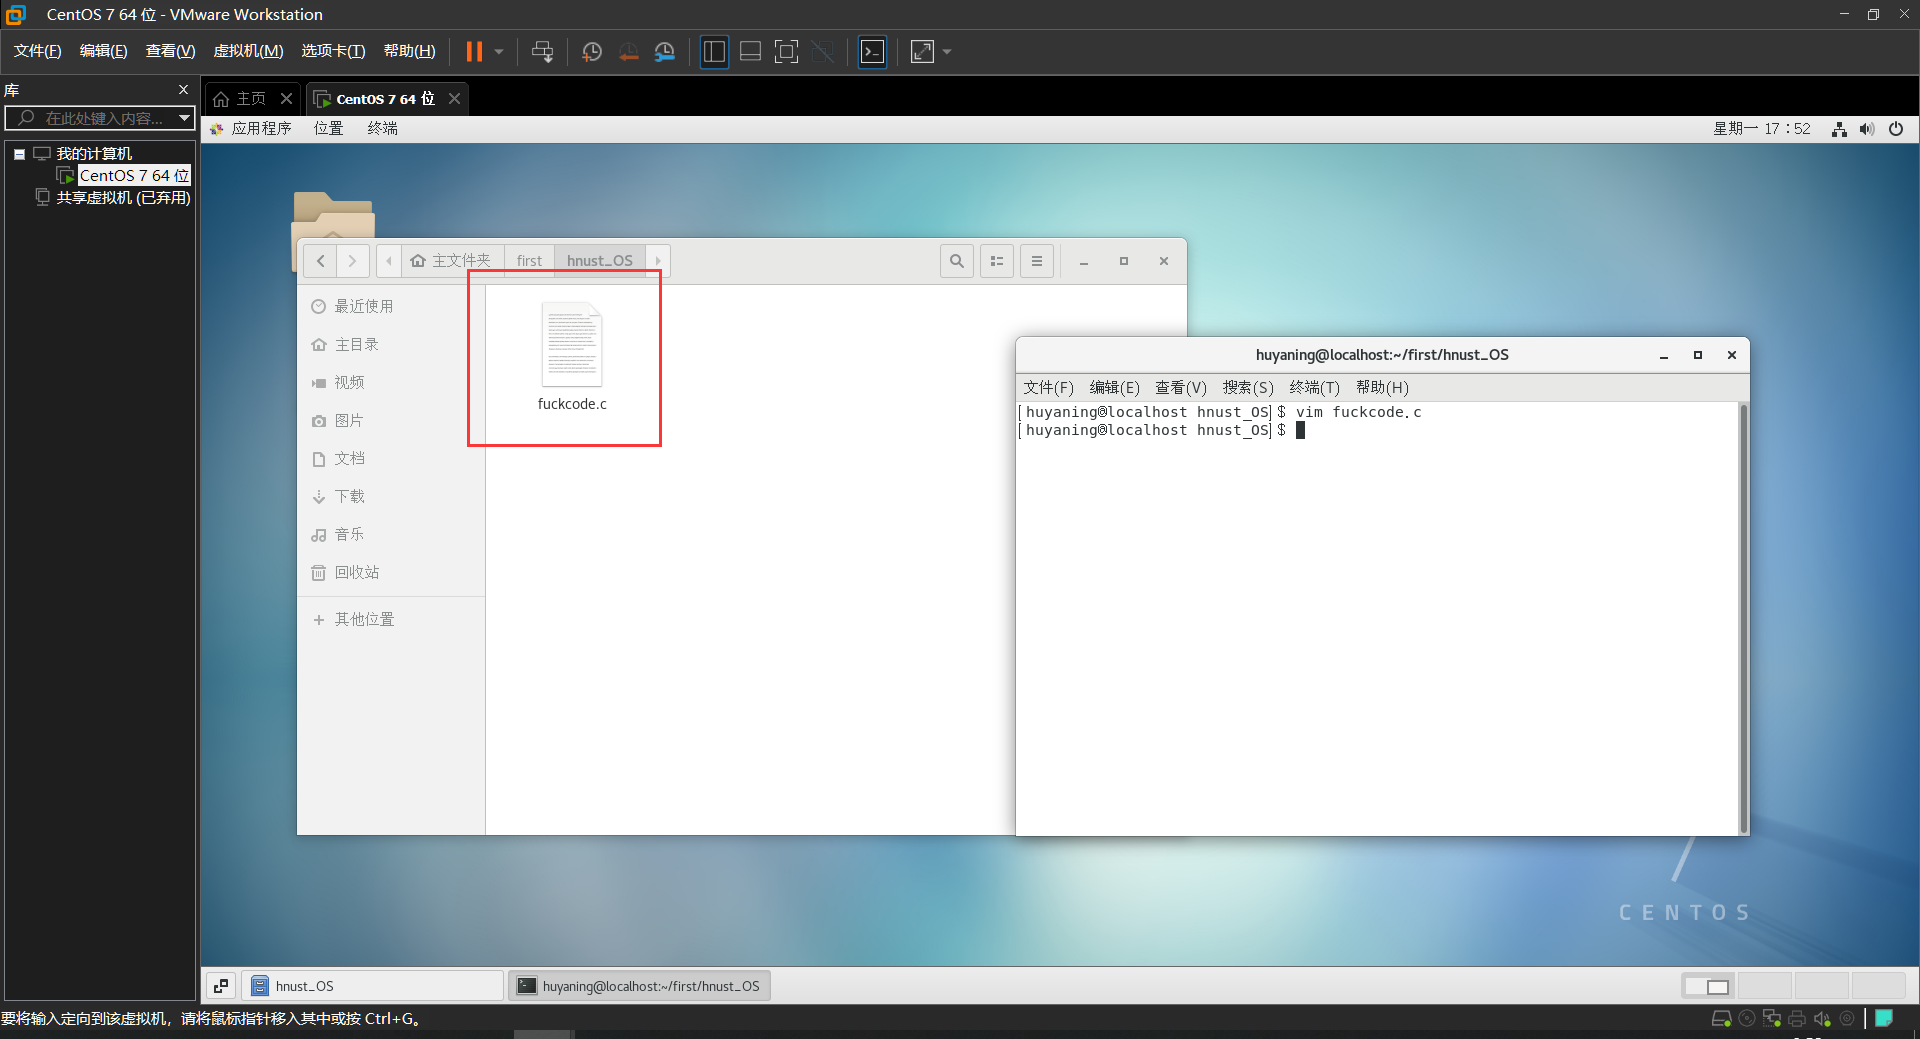 CentOS 7 64 位 - VMware Workstation
文件(F) 编辑(E) 查看(V) 虚拟机(M) 选项卡(T) 帮助(H)
库
在此处键入内容...
我的计算机
CentOS 7 64 位
共享虚拟机 (已弃用)
主页 CentOS 7 64 位
应用程序 位置 终端
星期一 17：52
主文件夹 first hnust_OS
最近使用
主目录
视频
图片
文档
下载
音乐
回收站
其他位置
fuckcode.c
huyaning@localhost:~/first/hnust_OS
文件(F) 编辑(E) 查看(V) 搜索(S) 终端(T) 帮助(H)
[huyaning@localhost hnust_OS]$ vim fuckcode.c
[huyaning@localhost hnust_OS]$
7
CENTOS
hnust_OS
huyaning@localhost:~/first/hnust_OS
要将输入定向到该虚拟机，请将鼠标指针移入其中或按 Ctrl+G。